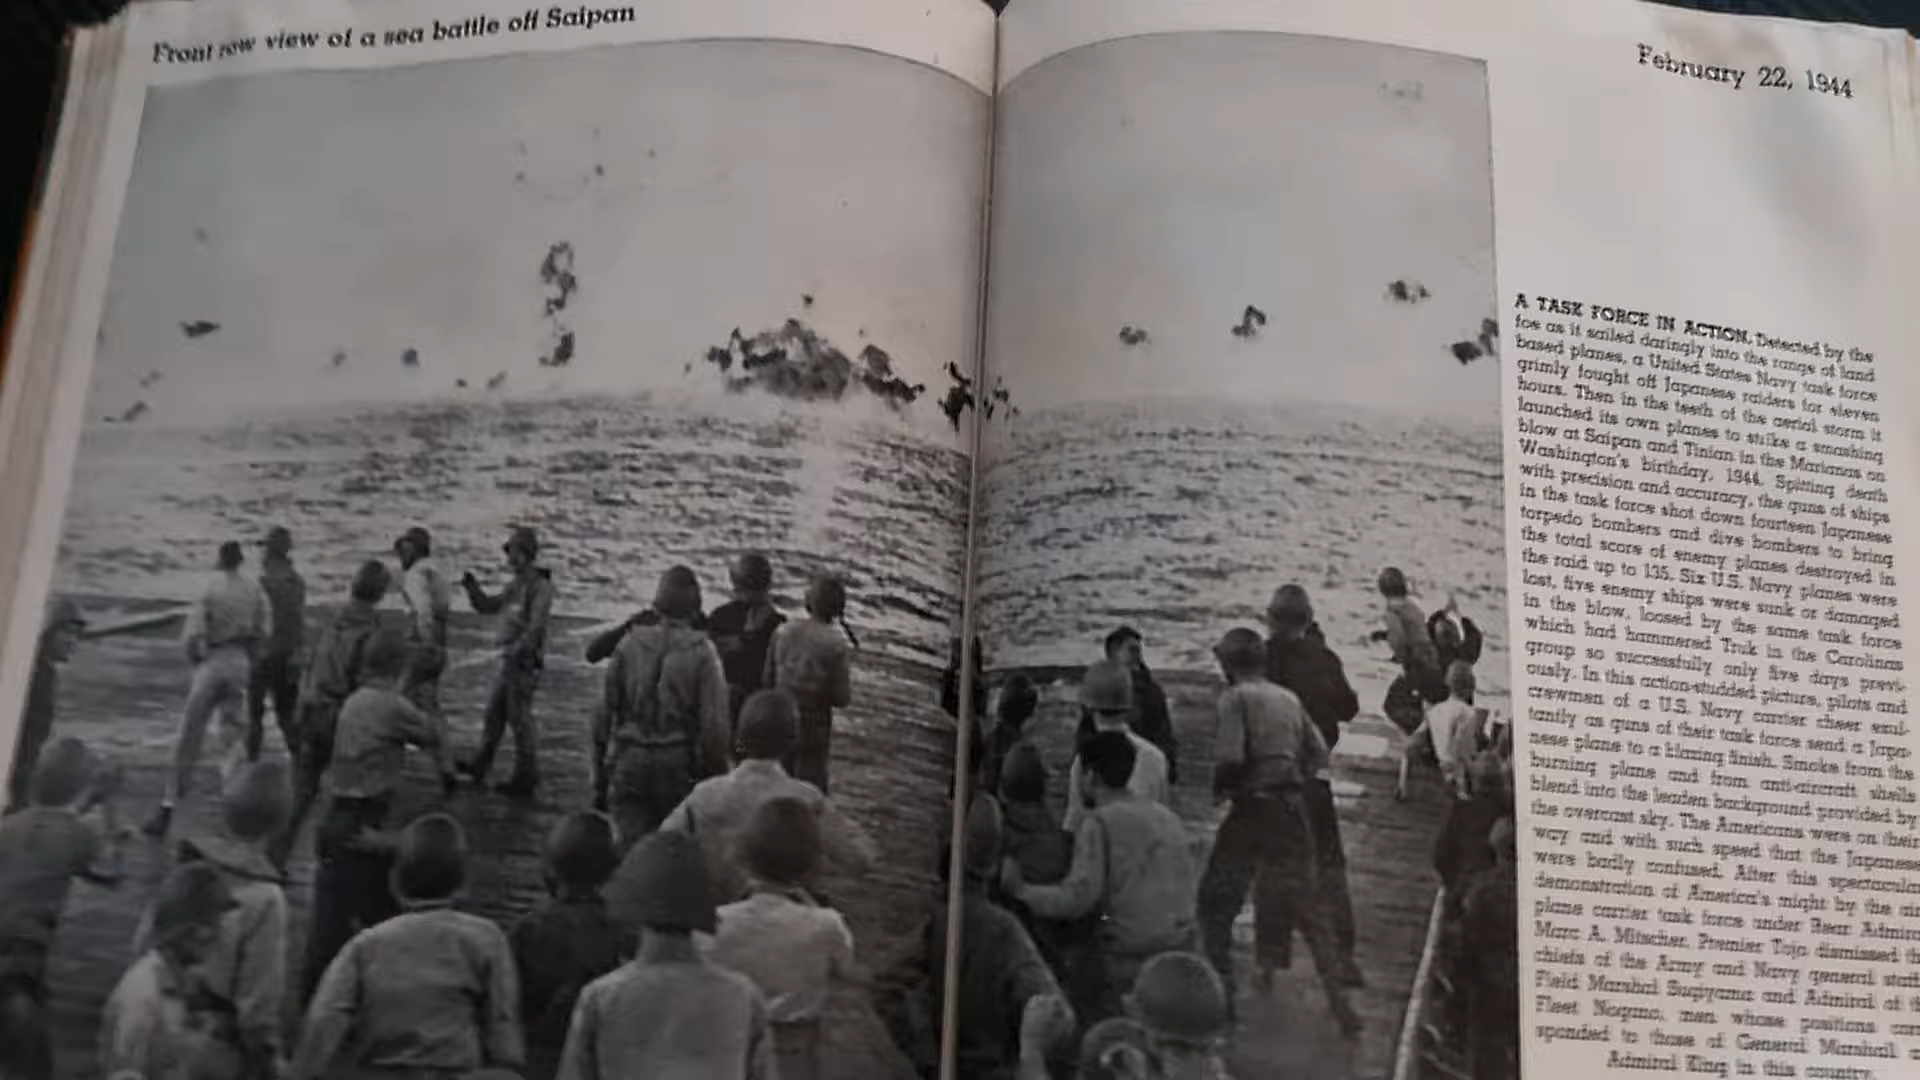 Front row view of a sea battle off Saipan
February 22, 1944
A TASK FORCE IN ACTION. Detected by the
foe as it sailed daringly into the range of land
based planes, a United States Navy task force
grimly fought off Japanese raiders for eleven
hours. Then in the teeth of the aerial storm it
launched its own planes to strike a smashing
blow at Saipan and Tinian in the Marianas on
Washington's birthday, 1944. Spitting death
with precision and accuracy, the guns of ships
in the task force shot down fourteen Japanese
torpedo bombers and dive bombers to bring
the total score of enemy planes destroyed in
the raid up to 135. Six U.S. Navy planes were
lost, five enemy ships were sunk or damaged
in the blow, loosed by the same task force
which had hammered Truk in the Carolinas
group so successfully only five days previ-
ously. In this action-studded picture, pilots and
crewmen of a U.S. Navy carrier cheer exul-
tantly as guns of their task force send a Japa-
nese plane to a blazing finish. Smoke from the
burning plane and from anti-aircraft shells
blend into the leaden background provided by
the overcast sky. The Americans were on their
way and with such speed that the Japanese
were badly confused. After this spectacular
demonstration of America's might by the
plane carrier task force under Rear
Marc A. Mitscher, Premier Tojo dismissed
chiefs of the Army and Navy general
Field Marshal Sugiyama and Admiral of
Fleet Nagano, men whose positions
sponded to those of General Marshall
Admiral King in this country.